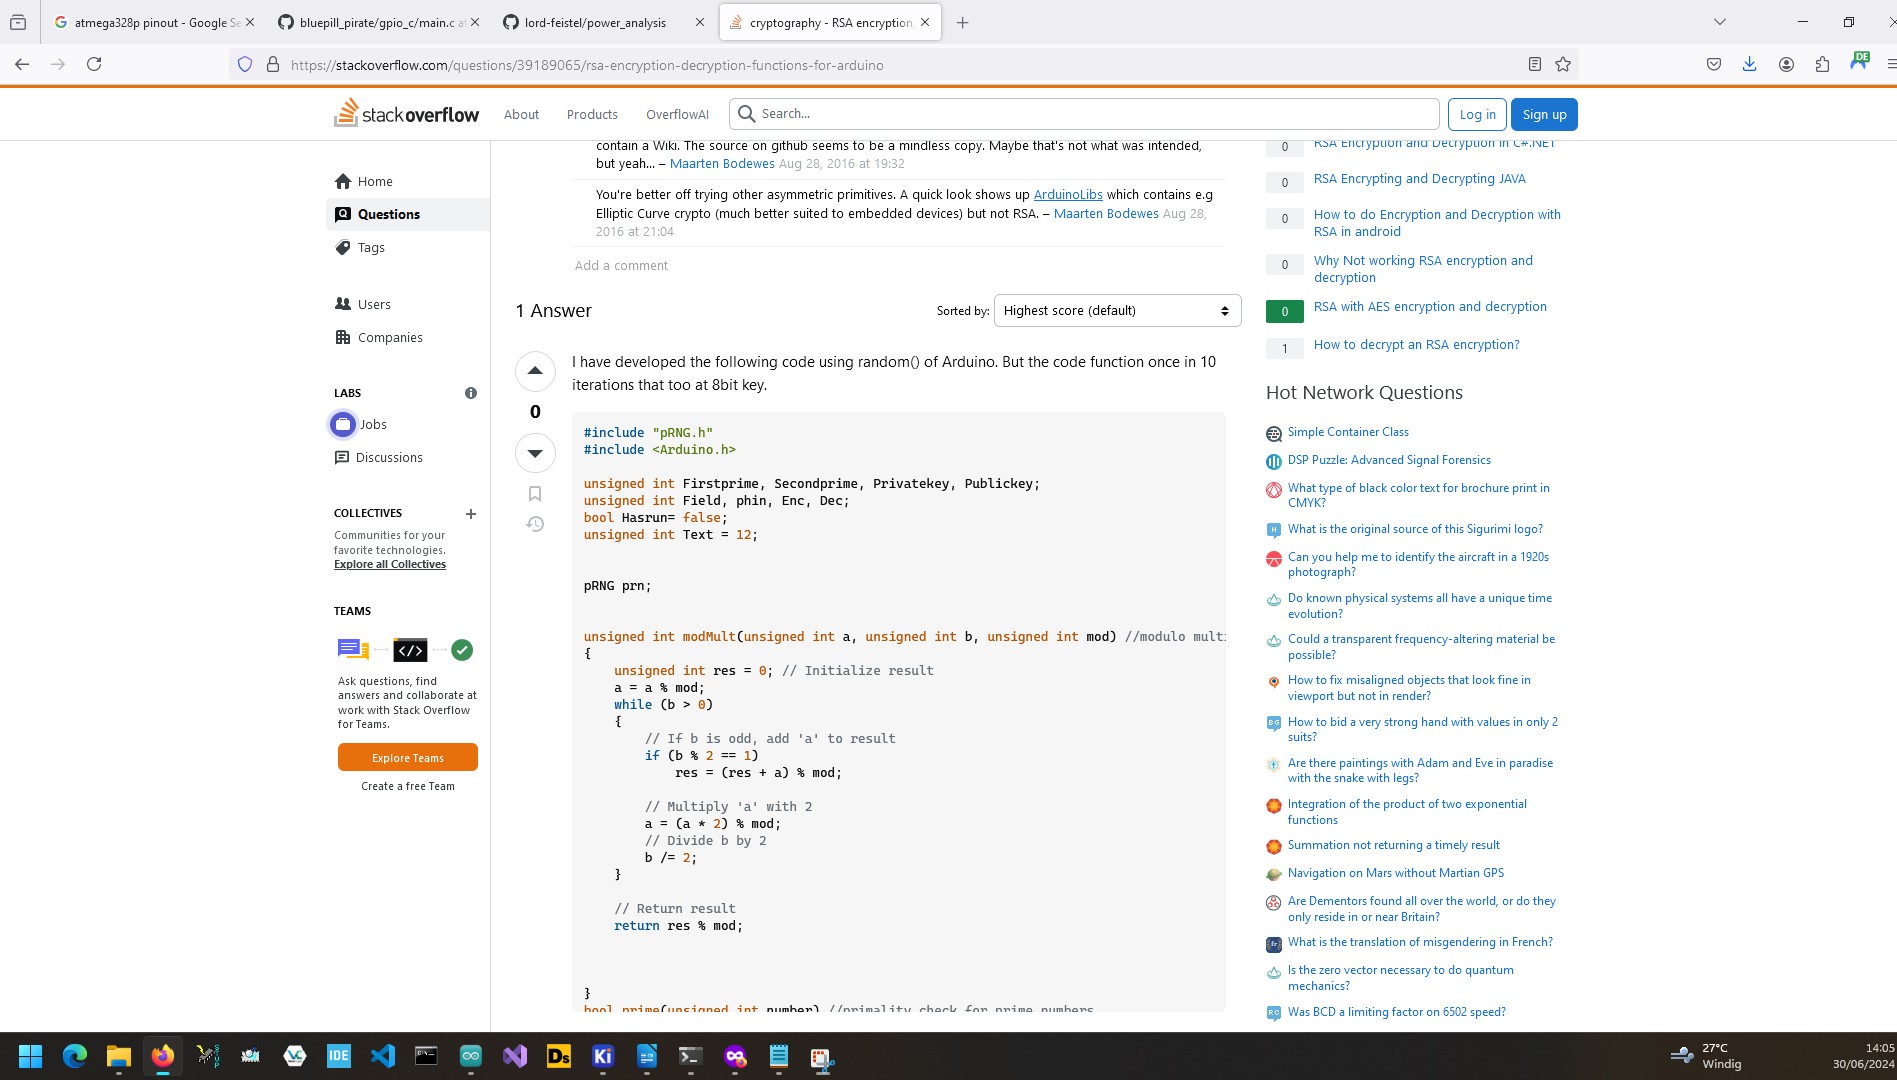 atmega328p pinout - Google Se
bluepill_pirate/gpio_c/main.c at
lord-feistel/power_analysis
cryptography - RSA encryption,
https://stackoverflow.com/questions/39189065/rsa-encryption-decryption-functions-for-arduino
DE
stackoverflow
About
Products
OverflowAI
Search...
Log in
Sign up
Home
Questions
Tags
Users
Companies
LABS
Jobs
Discussions
COLLECTIVES
Communities for your
favorite technologies.
Explore all Collectives
TEAMS
</>
Ask questions, find
answers and collaborate at
work with Stack Overflow
for Teams.
Explore Teams
Create a free Team
contain a Wiki. The source on github seems to be a mindless copy. Maybe that's not what was intended,
but yeah... – Maarten Bodewes Aug 28, 2016 at 19:32
You're better off trying other asymmetric primitives. A quick look shows up ArduinoLibs which contains e.g
Elliptic Curve crypto (much better suited to embedded devices) but not RSA. – Maarten Bodewes Aug 28,
2016 at 21:04
Add a comment
1 Answer
Sorted by:
Highest score (default)
0
I have developed the following code using random() of Arduino. But the code function once in 10
iterations that too at 8bit key.
#include "pRNG.h"
#include <Arduino.h>
unsigned int Firstprime, Secondprime, Privatekey, Publickey;
unsigned int Field, phin, Enc, Dec;
bool Hasrun= false;
unsigned int Text = 12;
pRNG prn;
unsigned int modMult(unsigned int a, unsigned int b, unsigned int mod) //modulo multi
{
unsigned int res = 0; // Initialize result
a = a % mod;
while (b > 0)
{
// If b is odd, add 'a' to result
if (b % 2 == 1)
res = (res + a) % mod;
// Multiply 'a' with 2
a = (a * 2) % mod;
// Divide b by 2
b /= 2;
}
// Return result
return res % mod;
}
bool prime(unsigned int number) //primality check for prime numbers
0 RSA Encryption and Decryption in C#.NET
0 RSA Encrypting and Decrypting JAVA
0 How to do Encryption and Decryption with
RSA in android
0 Why Not working RSA encryption and
decryption
0 RSA with AES encryption and decryption
1 How to decrypt an RSA encryption?
Hot Network Questions
Simple Container Class
DSP Puzzle: Advanced Signal Forensics
What type of black color text for brochure print in
CMYK?
What is the original source of this Sigurimi logo?
Can you help me to identify the aircraft in a 1920s
photograph?
Do known physical systems all have a unique time
evolution?
Could a transparent frequency-altering material be
possible?
How to fix misaligned objects that look fine in
viewport but not in render?
How to bid a very strong hand with values in only 2
suits?
Are there paintings with Adam and Eve in paradise
with the snake with legs?
Integration of the product of two exponential
functions
Summation not returning a timely result
Navigation on Mars without Martian GPS
Are Dementors found all over the world, or do they
only reside in or near Britain?
What is the translation of misgendering in French?
Is the zero vector necessary to do quantum
mechanics?
Was BCD a limiting factor on 6502 speed?
IDE
Ds
Ki
27°C
Windig
14:05
30/06/2024